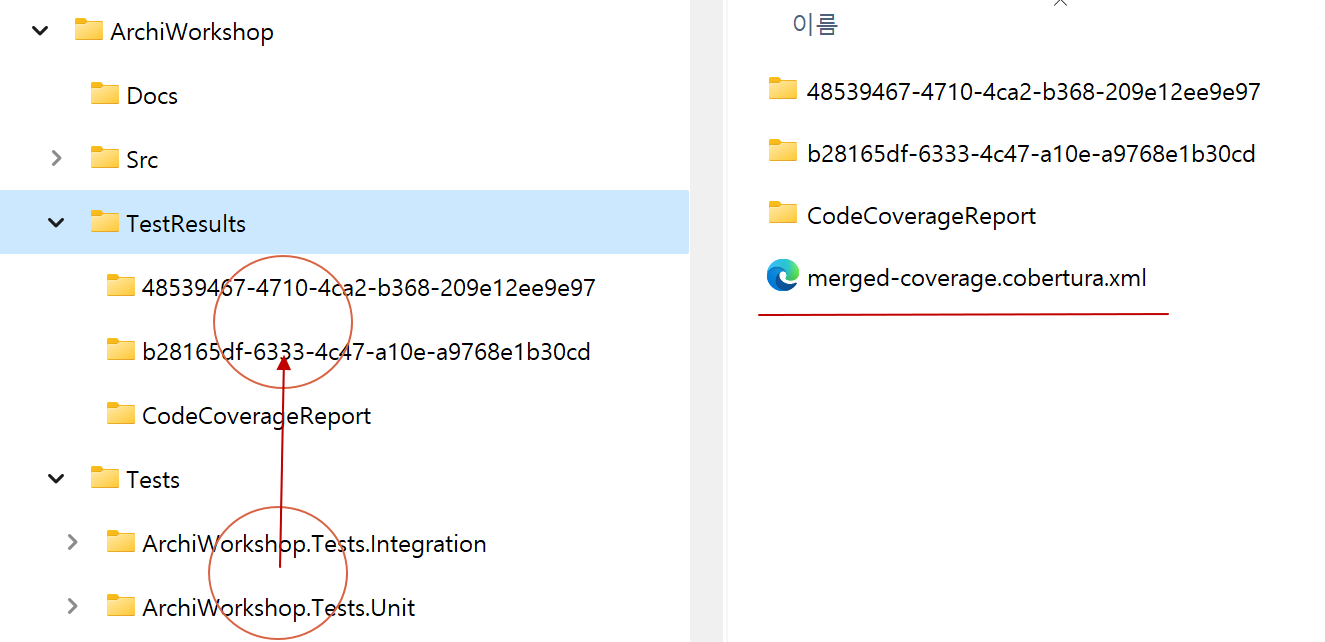 ArchiWorkshop
Docs
Src
TestResults
48539467-4710-4ca2-b368-209e12ee9e97
b28165df-6333-4c47-a10e-a9768e1b30cd
CodeCoverageReport
Tests
ArchiWorkshop.Tests.Integration
ArchiWorkshop.Tests.Unit
이름
48539467-4710-4ca2-b368-209e12ee9e97
b28165df-6333-4c47-a10e-a9768e1b30cd
CodeCoverageReport
merged-coverage.cobertura.xml